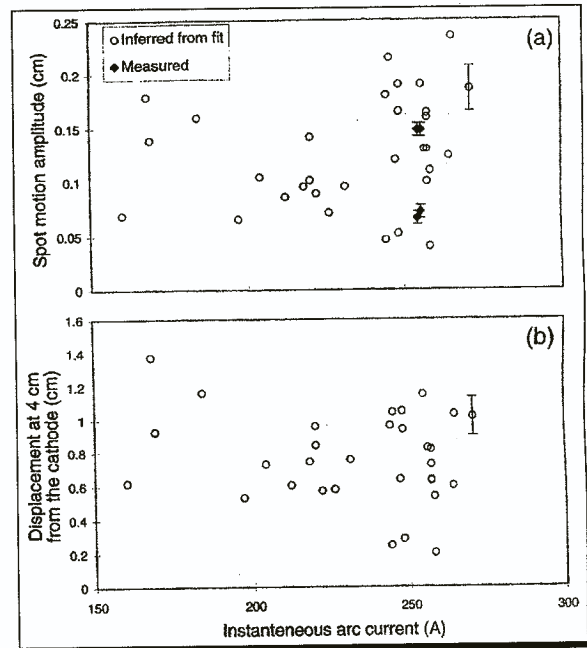 0.25
○ Inferred from fit
◆ Measured
(a)
0.2
0.15
0.1
0.05
0
Spot motion amplitude (cm)
1.6
(b)
1.4
1.2
1
0.8
0.6
0.4
0.2
0
Displacement at 4 cm
from the cathode (cm)
150
200
250
300
Instanteneous arc current (A)